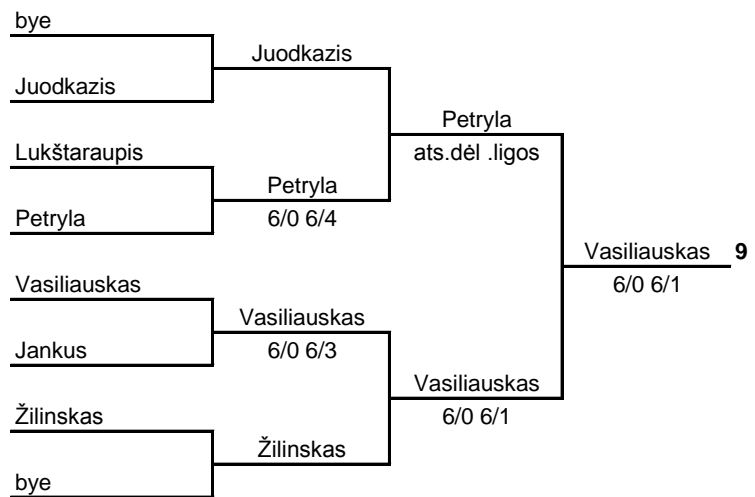 bye
Juodkazis
Juodkazis
Petryla
Lukštaraupis
ats.dėl .ligos
Petryla
Petryla
6/0 6/4
Vasiliauskas 9
Vasiliauskas
6/0 6/1
Vasiliauskas
Jankus
6/0 6/3
Vasiliauskas
Žilinskas
6/0 6/1
Žilinskas
bye